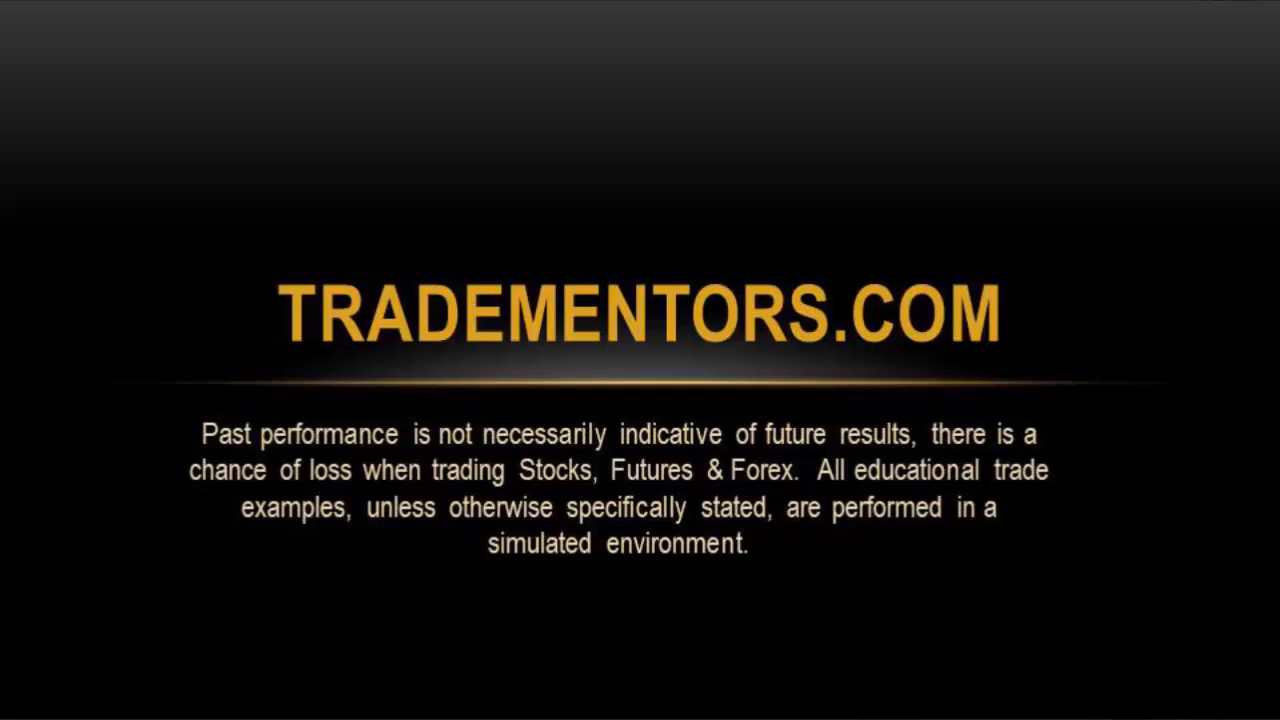 TRADEMENTORS.COM
Past performance is not necessarily indicative of future results, there is a
chance of loss when trading Stocks, Futures & Forex. All educational trade
examples, unless otherwise specifically stated, are performed in a
simulated environment.